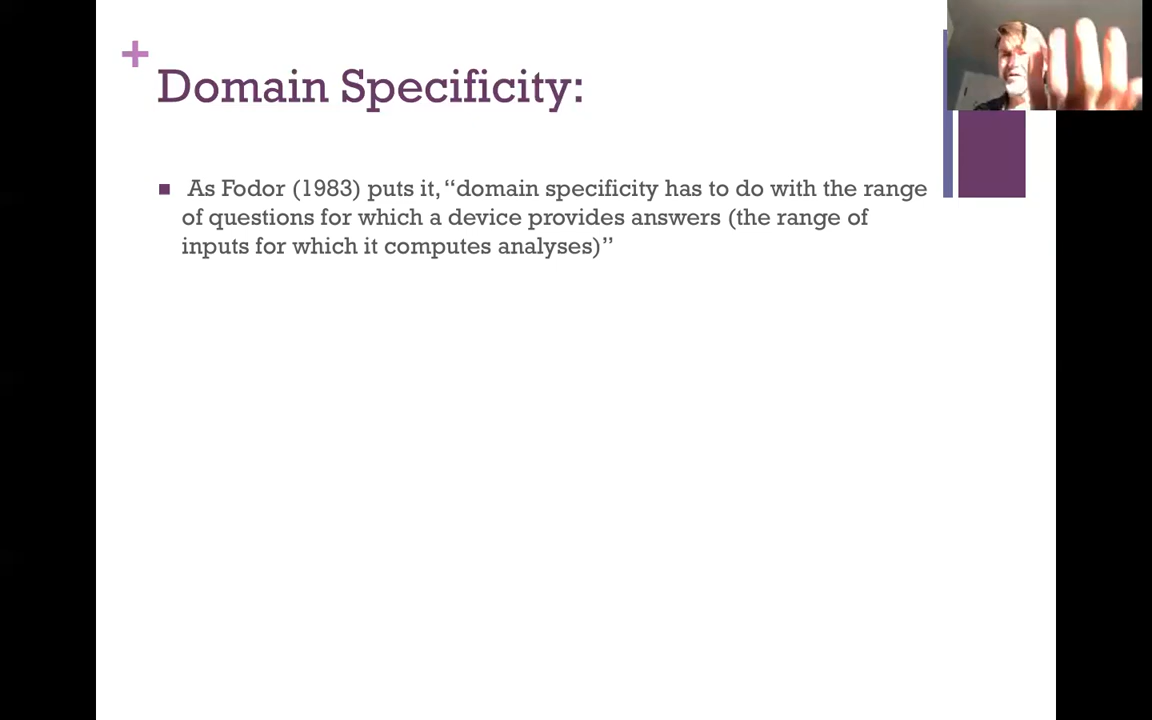 +
Domain Specificity:
■ As Fodor (1983) puts it, “domain specificity has to do with the range
of questions for which a device provides answers (the range of
inputs for which it computes analyses)”